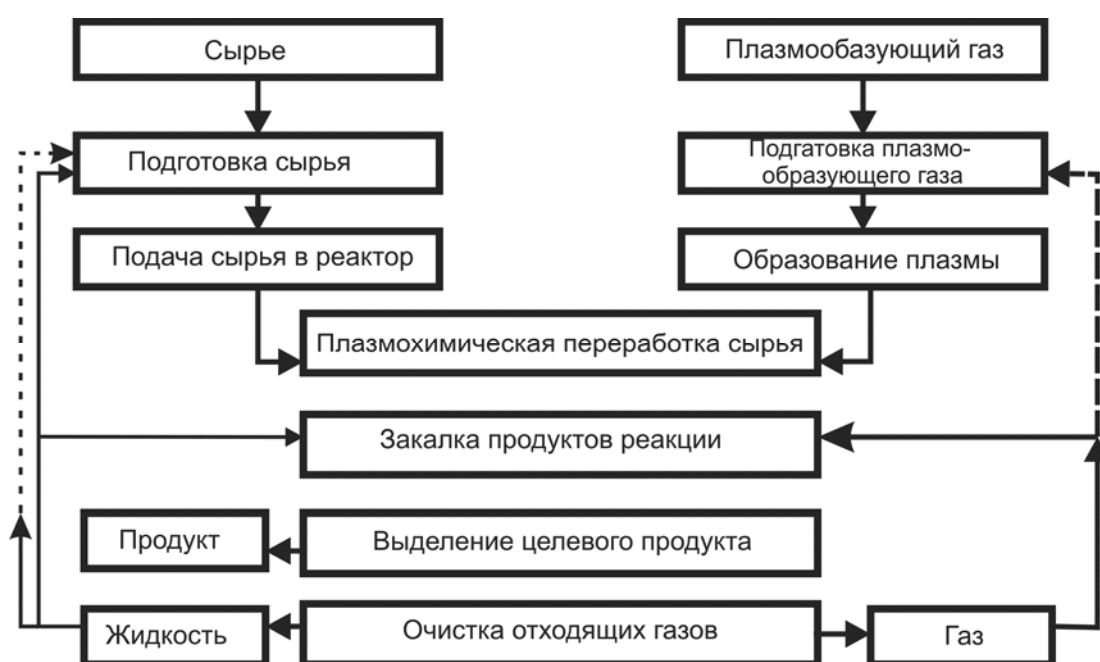 Сырье
Плазмообазующий газ
Подготовка сырья
Подгатовка плазмо-
образующего газа
Подача сырья в реактор
Образование плазмы
Плазмохимическая переработка сырья
Закалка продуктов реакции
Продукт
Выделение целевого продукта
Жидкость
Очистка отходящих газов
Газ